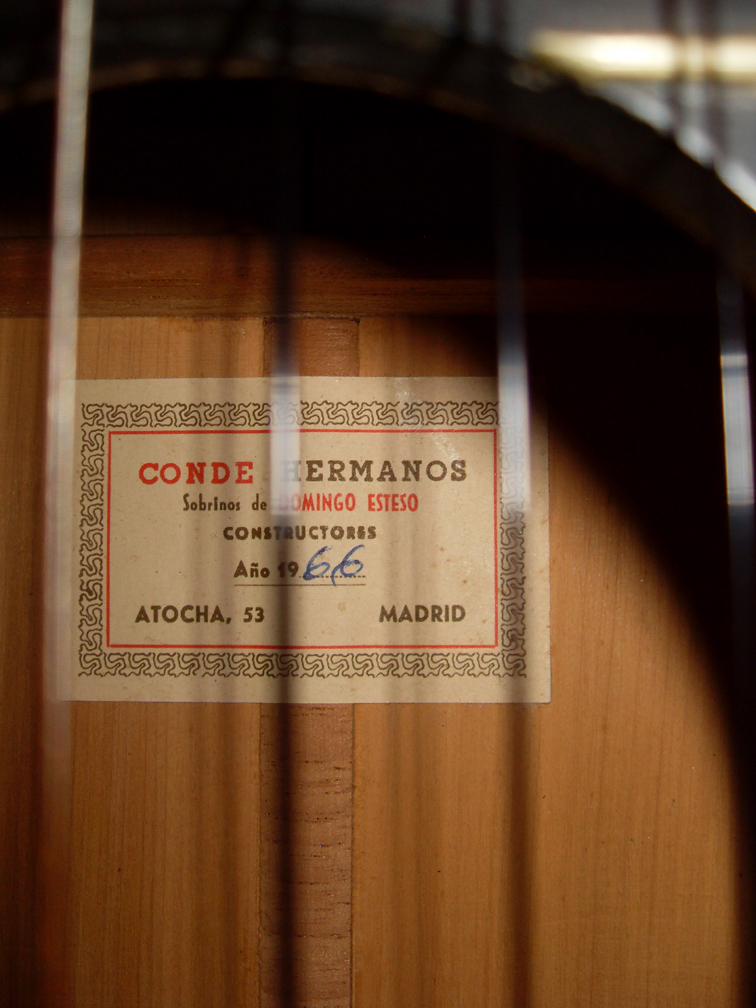 CONDE HERMANOS
Sobrinos de DOMINGO ESTESO
CONSTRUCTORES
Año 1966
ATOCHA, 53 MADRID